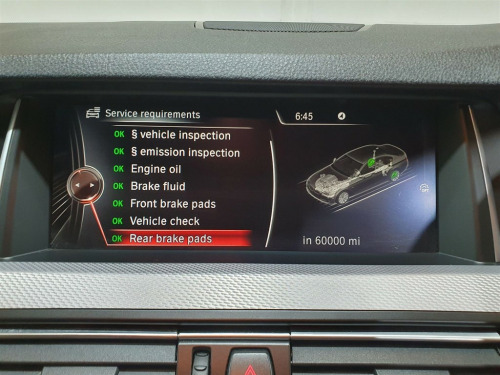 Service requirements
6:45
OK § vehicle inspection
OK § emission inspection
OK Engine oil
OK Brake fluid
OK Front brake pads
OK Vehicle check
OK Rear brake pads
in 60000 mi